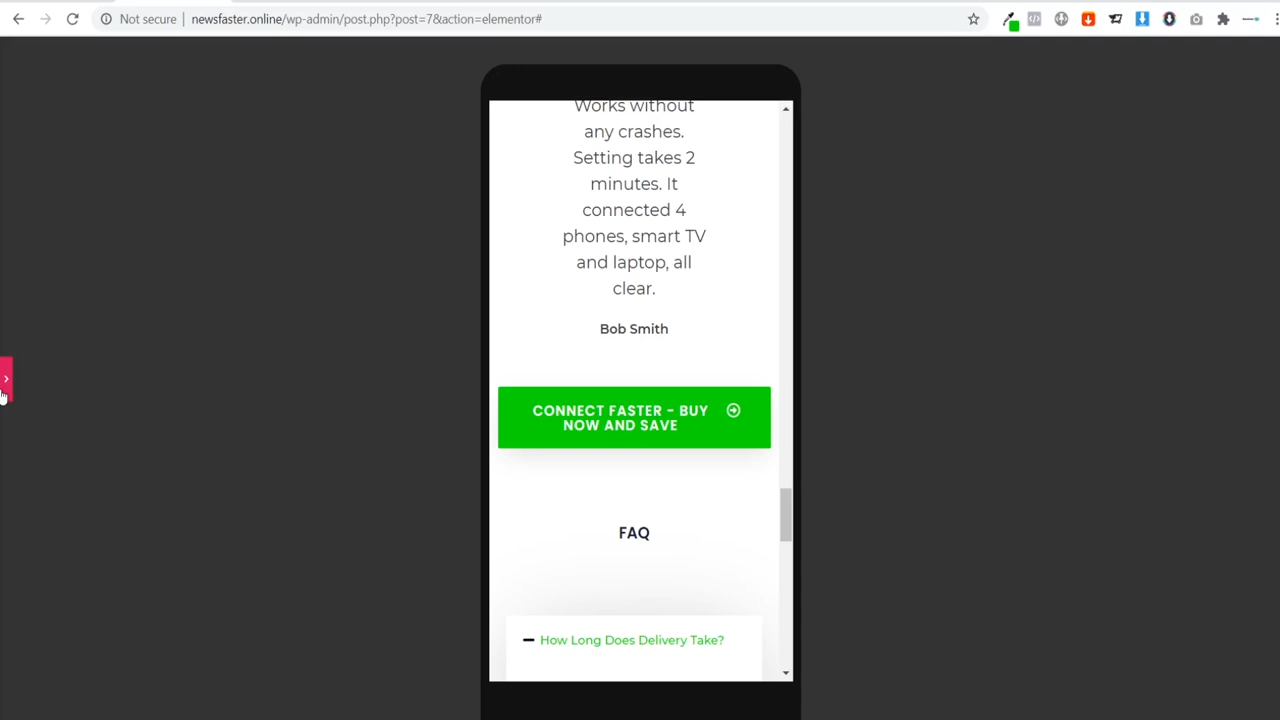 Not secure newsfaster.online/wp-admin/post.php?post=7&action=elementor#
Works without
any crashes.
Setting takes 2
minutes. It
connected 4
phones, smart TV
and laptop, all
clear.
Bob Smith
CONNECT FASTER - BUY
NOW AND SAVE
FAQ
How Long Does Delivery Take?